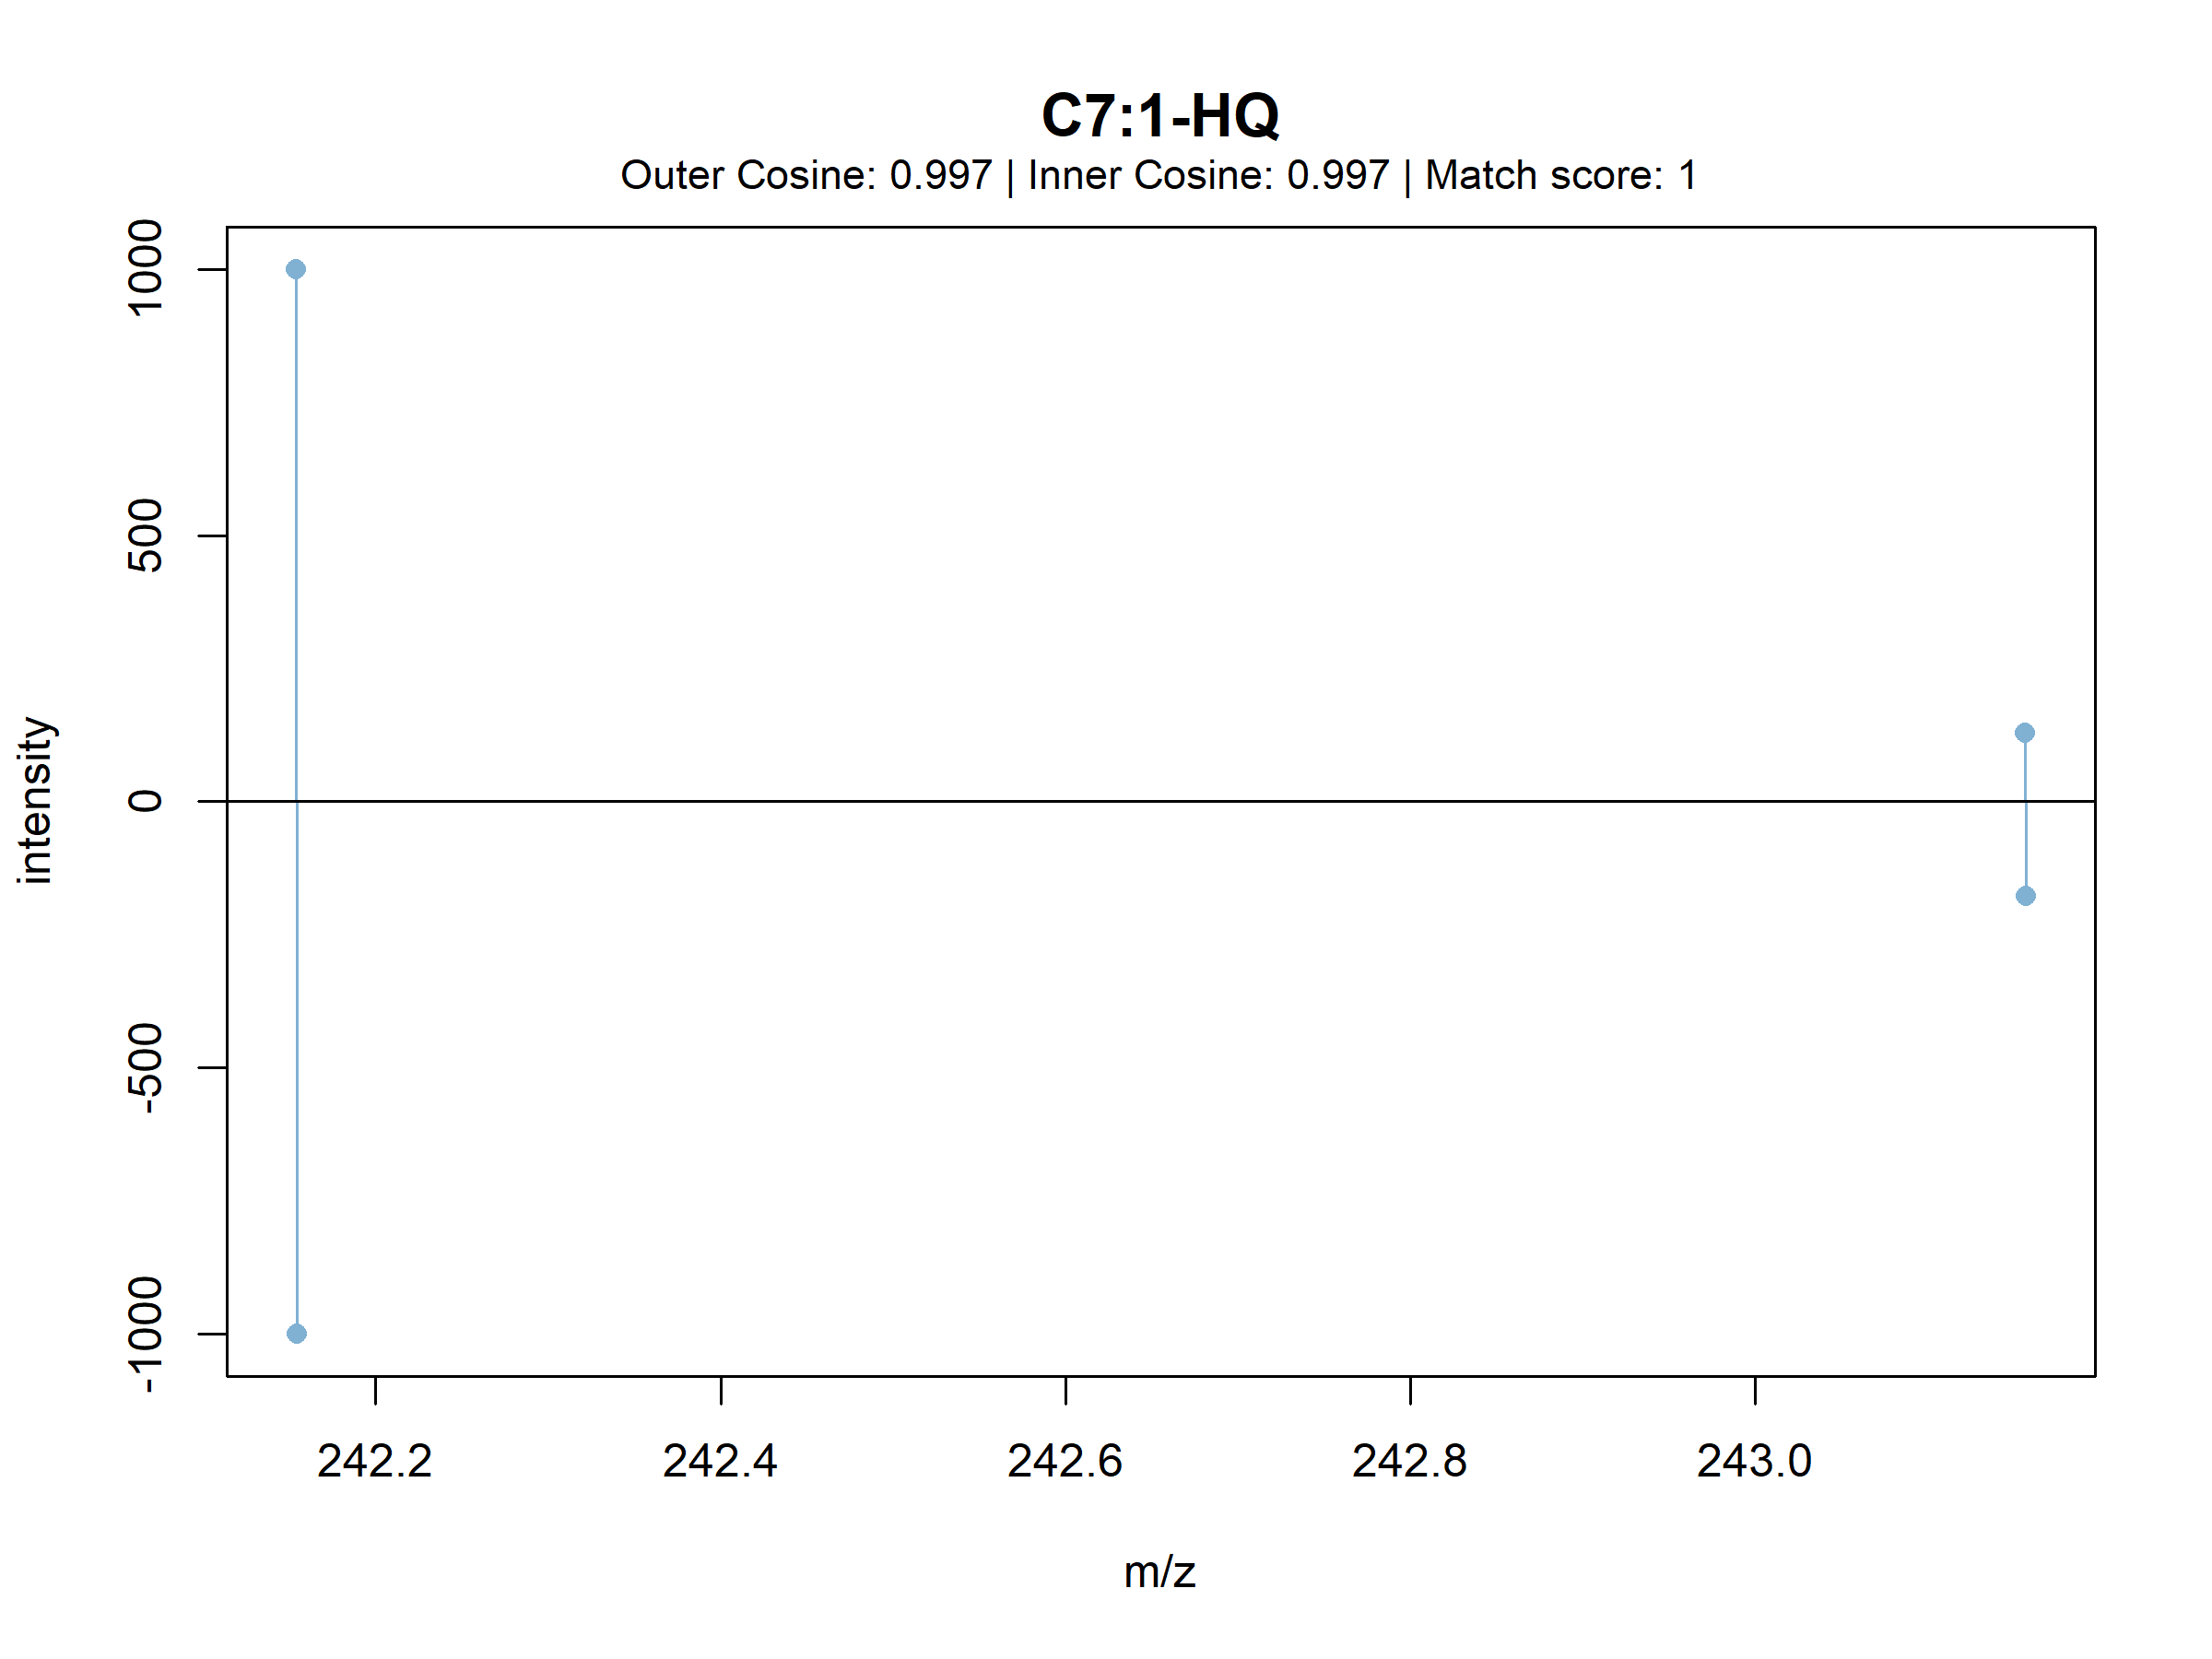 C7:1-HQ
Outer Cosine: 0.997 | Inner Cosine: 0.997 | Match score: 1
1000
500
0
-500
-1000
intensity
242.2 242.4 242.6 242.8 243.0
m/z